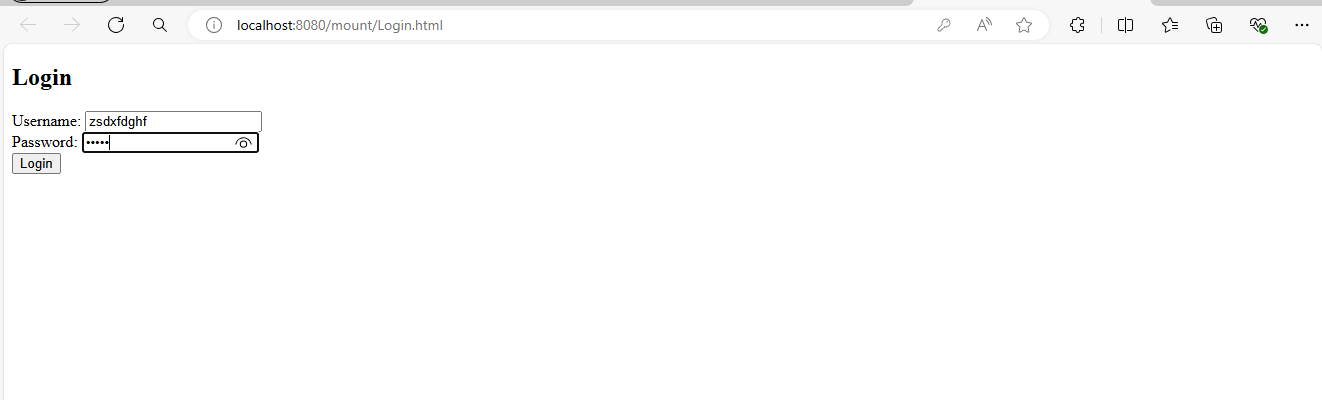 localhost:8080/mount/Login.html
Login
Username: zsdxfdghf
Password: •••••
Login